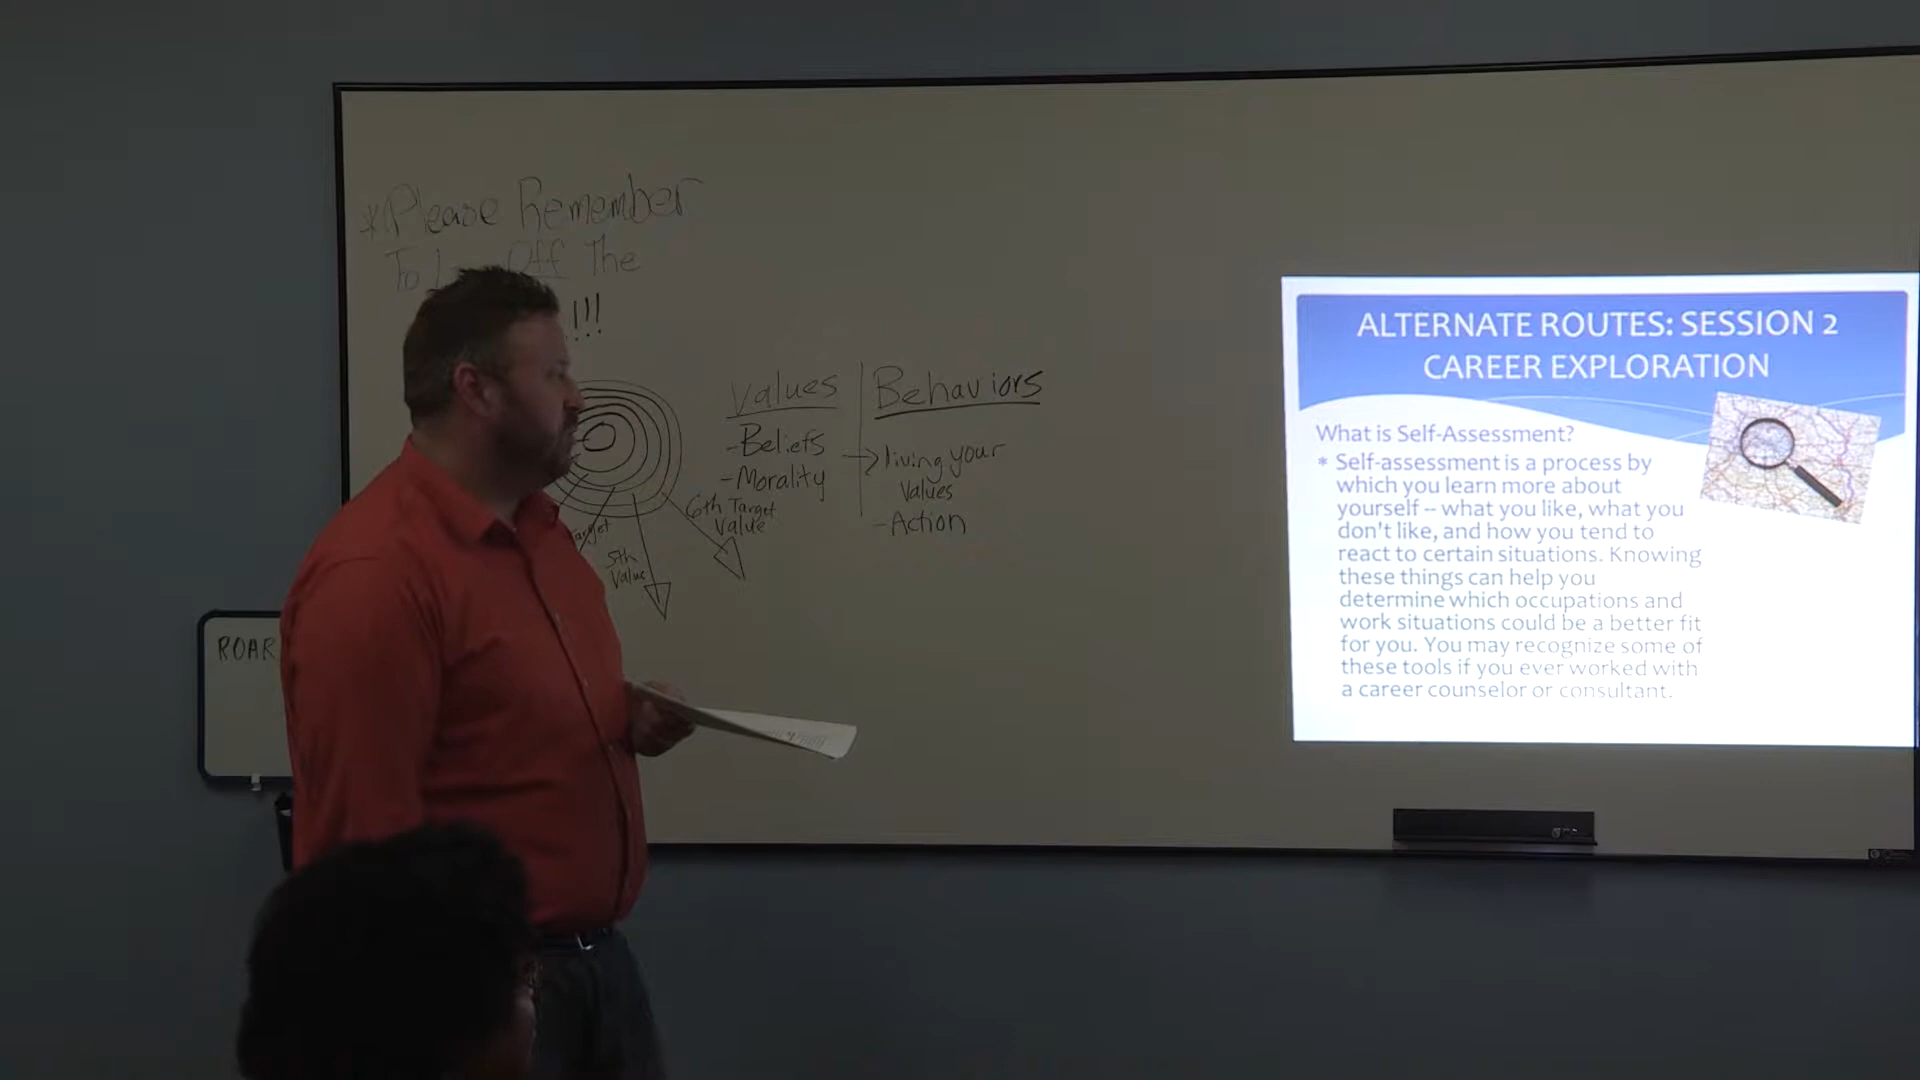 *Please Remember
To Off The
!!!
Values
-Beliefs
-Morality
Behaviors
living your
Values
-Action
6th Target
Value
5th
Value
ROAR
ALTERNATE ROUTES: SESSION 2
CAREER EXPLORATION
What is Self-Assessment?
* Self-assessment is a process by
which you learn more about
yourself – what you like, what you
don't like, and how you tend to
react to certain situations. Knowing
these things can help you
determine which occupations and
work situations could be a better fit
for you. You may recognize some of
these tools if you ever worked with
a career counselor or consultant.